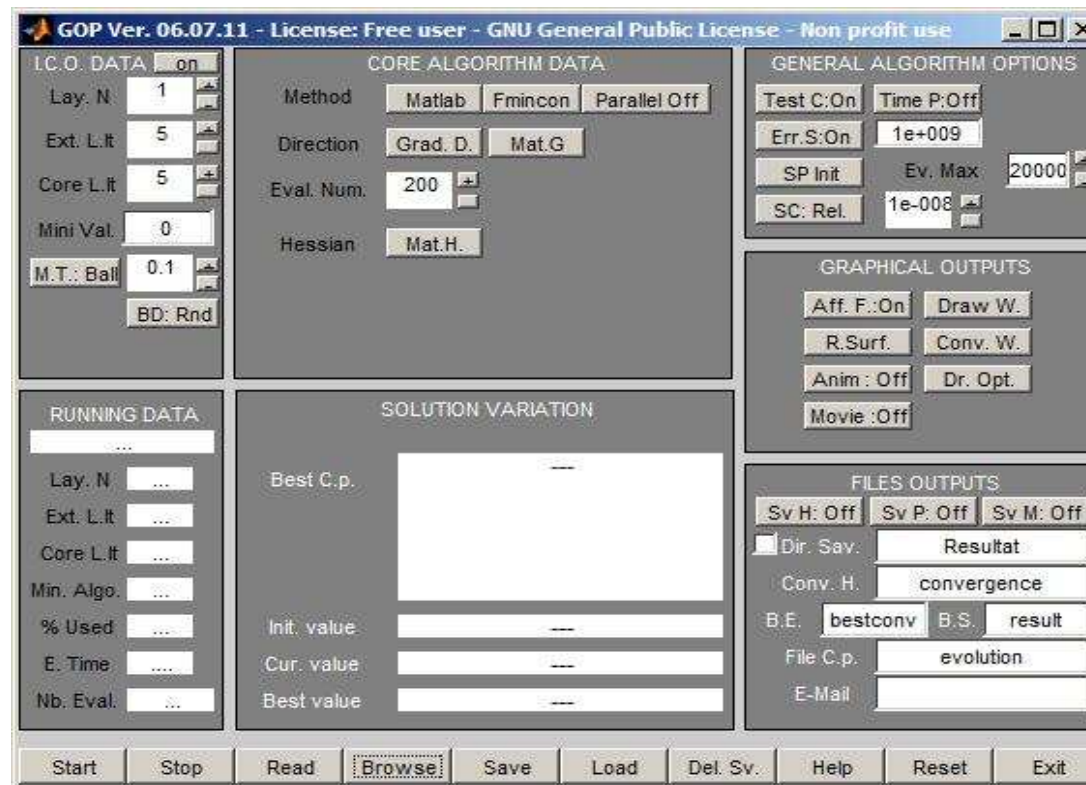 GOP Ver. 06.07.11 - License: Free user - GNU General Public License - Non profit use
I.C.O. DATA on
Lay. N 1
Ext. L.It 5
Core L.It 5
Mini Val. 0
M.T.: Ball 0.1
BD: Rnd
CORE ALGORITHM DATA
Method Matlab Fmincon Parallel Off
Direction Grad. D. Mat.G
Eval. Num. 200
Hessian Mat.H.
GENERAL ALGORITHM OPTIONS
Test C:On Time P:Off
Err.S:On 1e+009
SP Init Ev. Max 20000
SC: Rel. 1e-008
GRAPHICAL OUTPUTS
Aff. F.:On Draw W.
R.Surf. Conv. W.
Anim : Off Dr. Opt.
Movie :Off
RUNNING DATA
...
Lay. N ...
Ext. L.It ...
Core L.It ...
Min. Algo. ...
% Used ...
E. Time ....
Nb. Eval. ...
SOLUTION VARIATION
Best C.p. ---
Init. value ---
Cur. value ---
Best value ---
FILES OUTPUTS
Sv H: Off Sv P: Off Sv M: Off
Dir. Sav. Resultat
Conv. H. convergence
B.E. bestconv B.S. result
File C.p. evolution
E-Mail
Start Stop Read Browse Save Load Del. Sv. Help Reset Exit